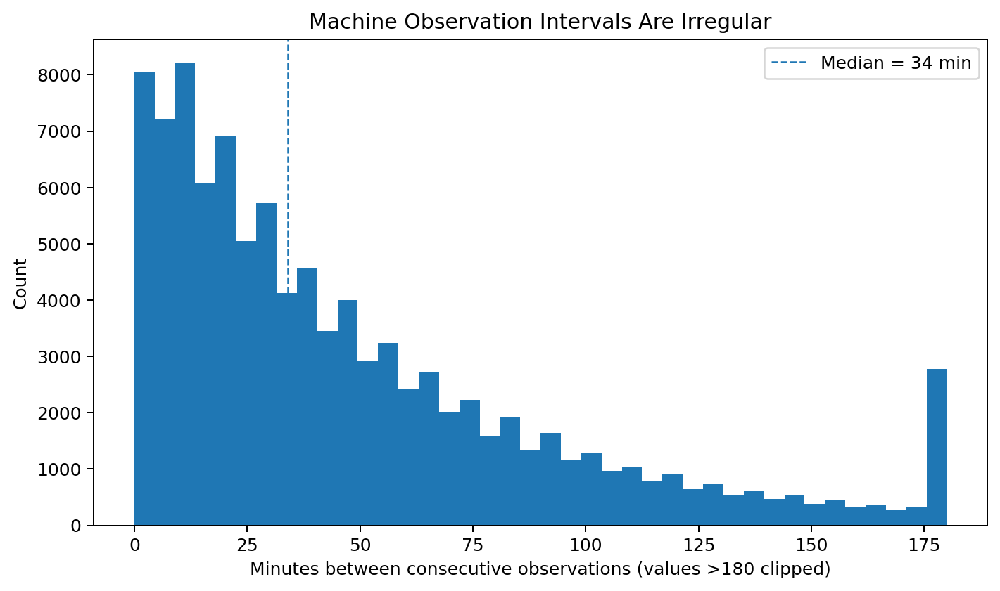 Machine Observation Intervals Are Irregular
Median = 34 min
8000
7000
6000
5000
4000
3000
2000
1000
0
Count
0 25 50 75 100 125 150 175
Minutes between consecutive observations (values >180 clipped)